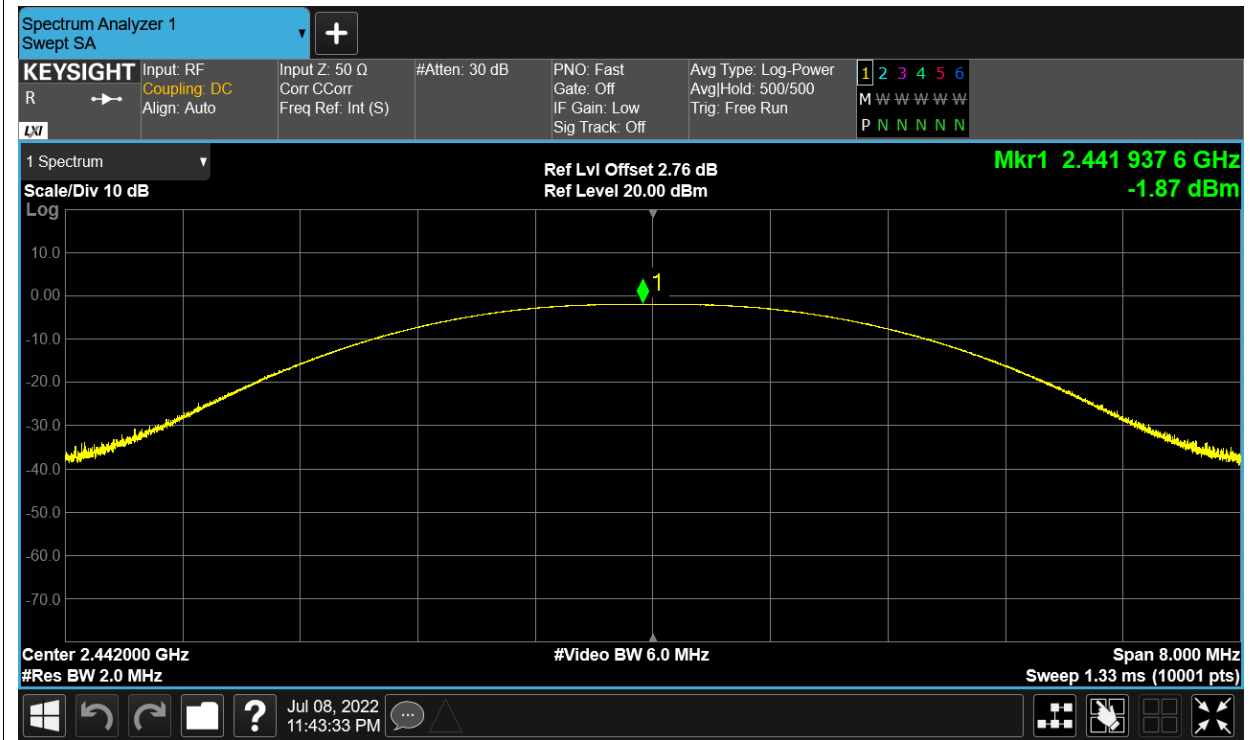 Spectrum Analyzer 1
Swept SA
KEYSIGHT
R
LXI
Input: RF
Coupling: DC
Align: Auto
Input Z: 50 Ω
Corr CCorr
Freq Ref: Int (S)
#Atten: 30 dB
PNO: Fast
Gate: Off
IF Gain: Low
Sig Track: Off
Avg Type: Log-Power
Avg|Hold: 500/500
Trig: Free Run
1 2 3 4 5 6
M W W W W W
P N N N N N
1 Spectrum
Scale/Div 10 dB
Log
Ref Lvl Offset 2.76 dB
Ref Level 20.00 dBm
Mkr1 2.441 937 6 GHz
-1.87 dBm
10.0
0.00
-10.0
-20.0
-30.0
-40.0
-50.0
-60.0
-70.0
1
Center 2.442000 GHz
#Res BW 2.0 MHz
#Video BW 6.0 MHz
Span 8.000 MHz
Sweep 1.33 ms (10001 pts)
?
Jul 08, 2022
11:43:33 PM